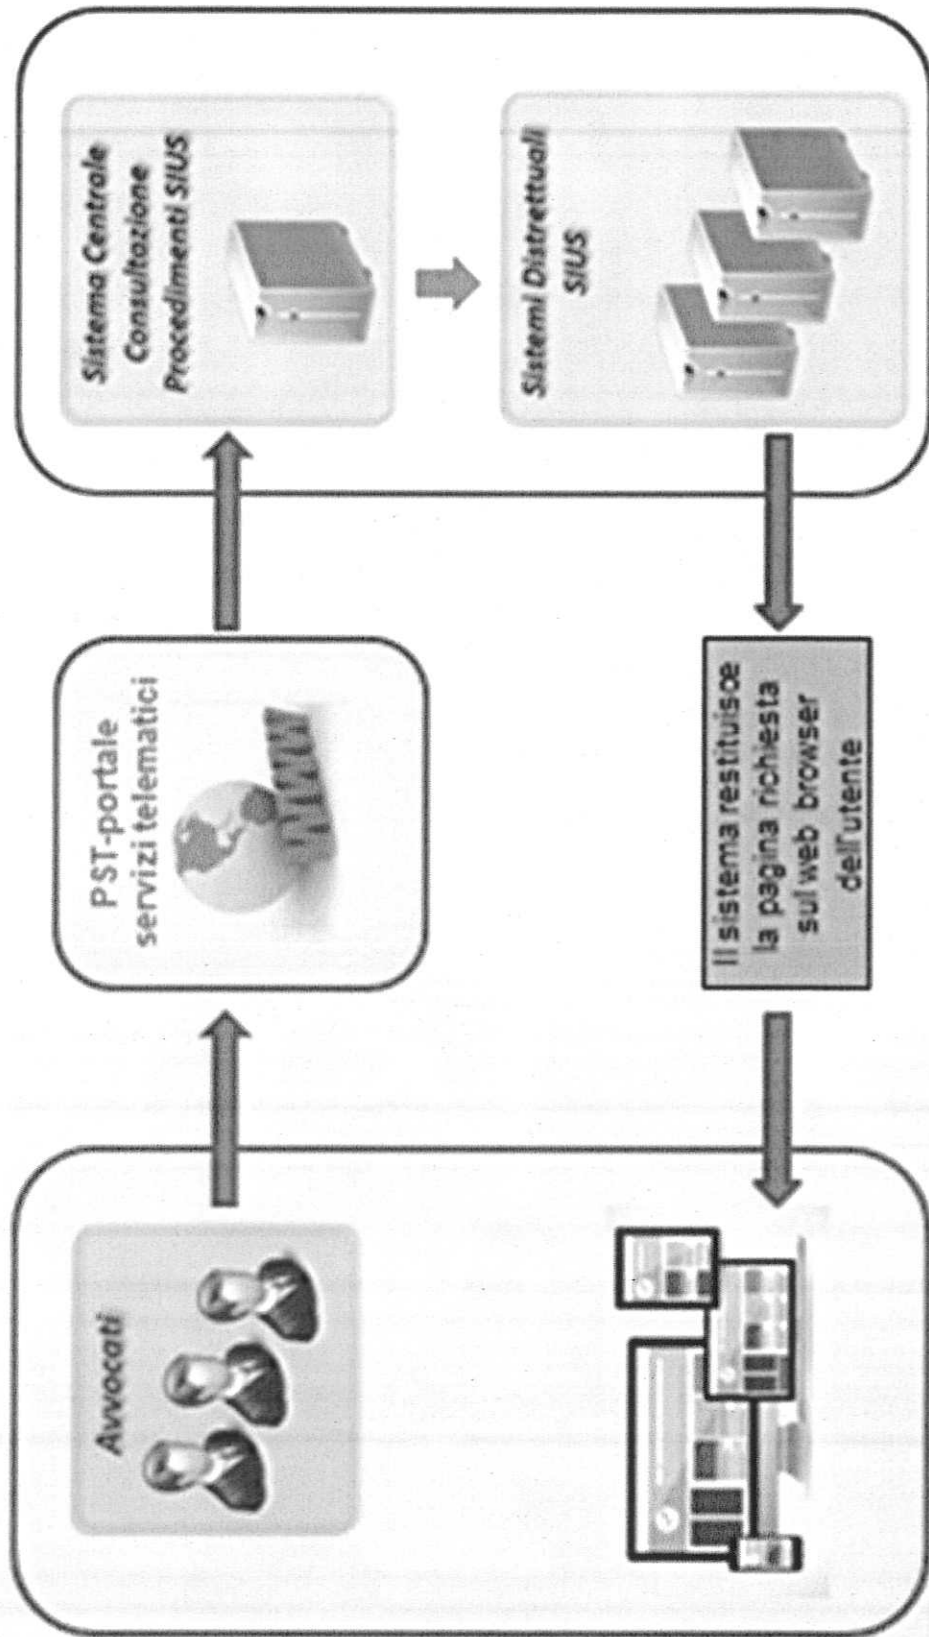 Avvocati
PST-portale
servizi telematici
WWW
Sistema Centrale
Consultazione
Procedimenti SIUS
Sistemi Distrettuali
SIUS
Il sistema restituisce
la pagina richiesta
sul web browser
dell'utente